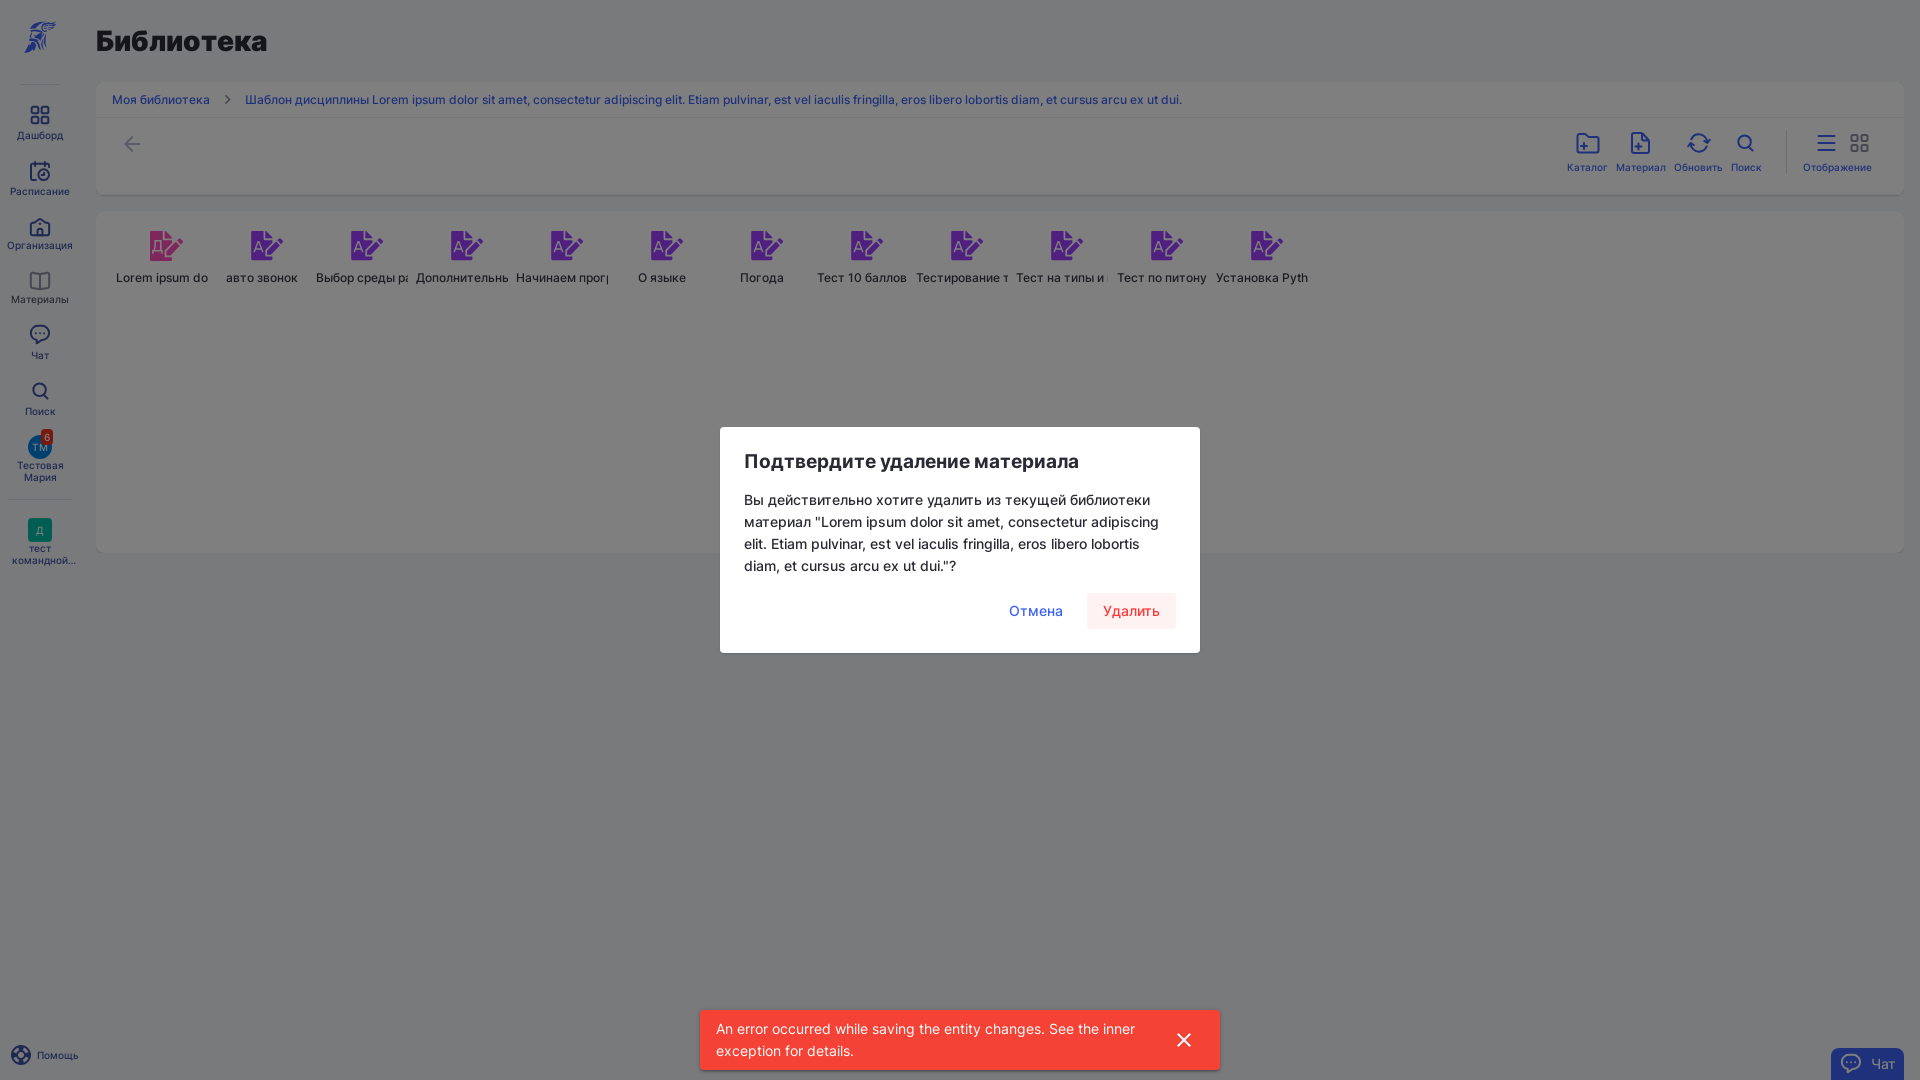 Библиотека
Моя библиотека
Шаблон дисциплины Lorem ipsum dolor sit amet, consectetur adipiscing elit. Etiam pulvinar, est vel iaculis fringilla, eros libero lobortis diam, et cursus arcu ex ut dui.
Каталог
Материал
Обновить
Поиск
Отображение
Дашборд
Расписание
Организация
Материалы
Чат
Поиск
6
ТМ
Тестовая
Мария
Д
тест
командной...
Помощь
Д
A
A
A
A
A
A
A
A
A
A
A
Lorem ipsum do
авто звонок
Выбор среды ра
Дополнительны
Начинаем прогр
О языке
Погода
Тест 10 баллов
Тестирование т
Тест на типы и
Тест по питону
Установка Pyth
Подтвердите удаление материала
Вы действительно хотите удалить из текущей библиотеки
материал "Lorem ipsum dolor sit amet, consectetur adipiscing
elit. Etiam pulvinar, est vel iaculis fringilla, eros libero lobortis
diam, et cursus arcu ex ut dui."?
Отмена
Удалить
An error occurred while saving the entity changes. See the inner
exception for details.
Чат